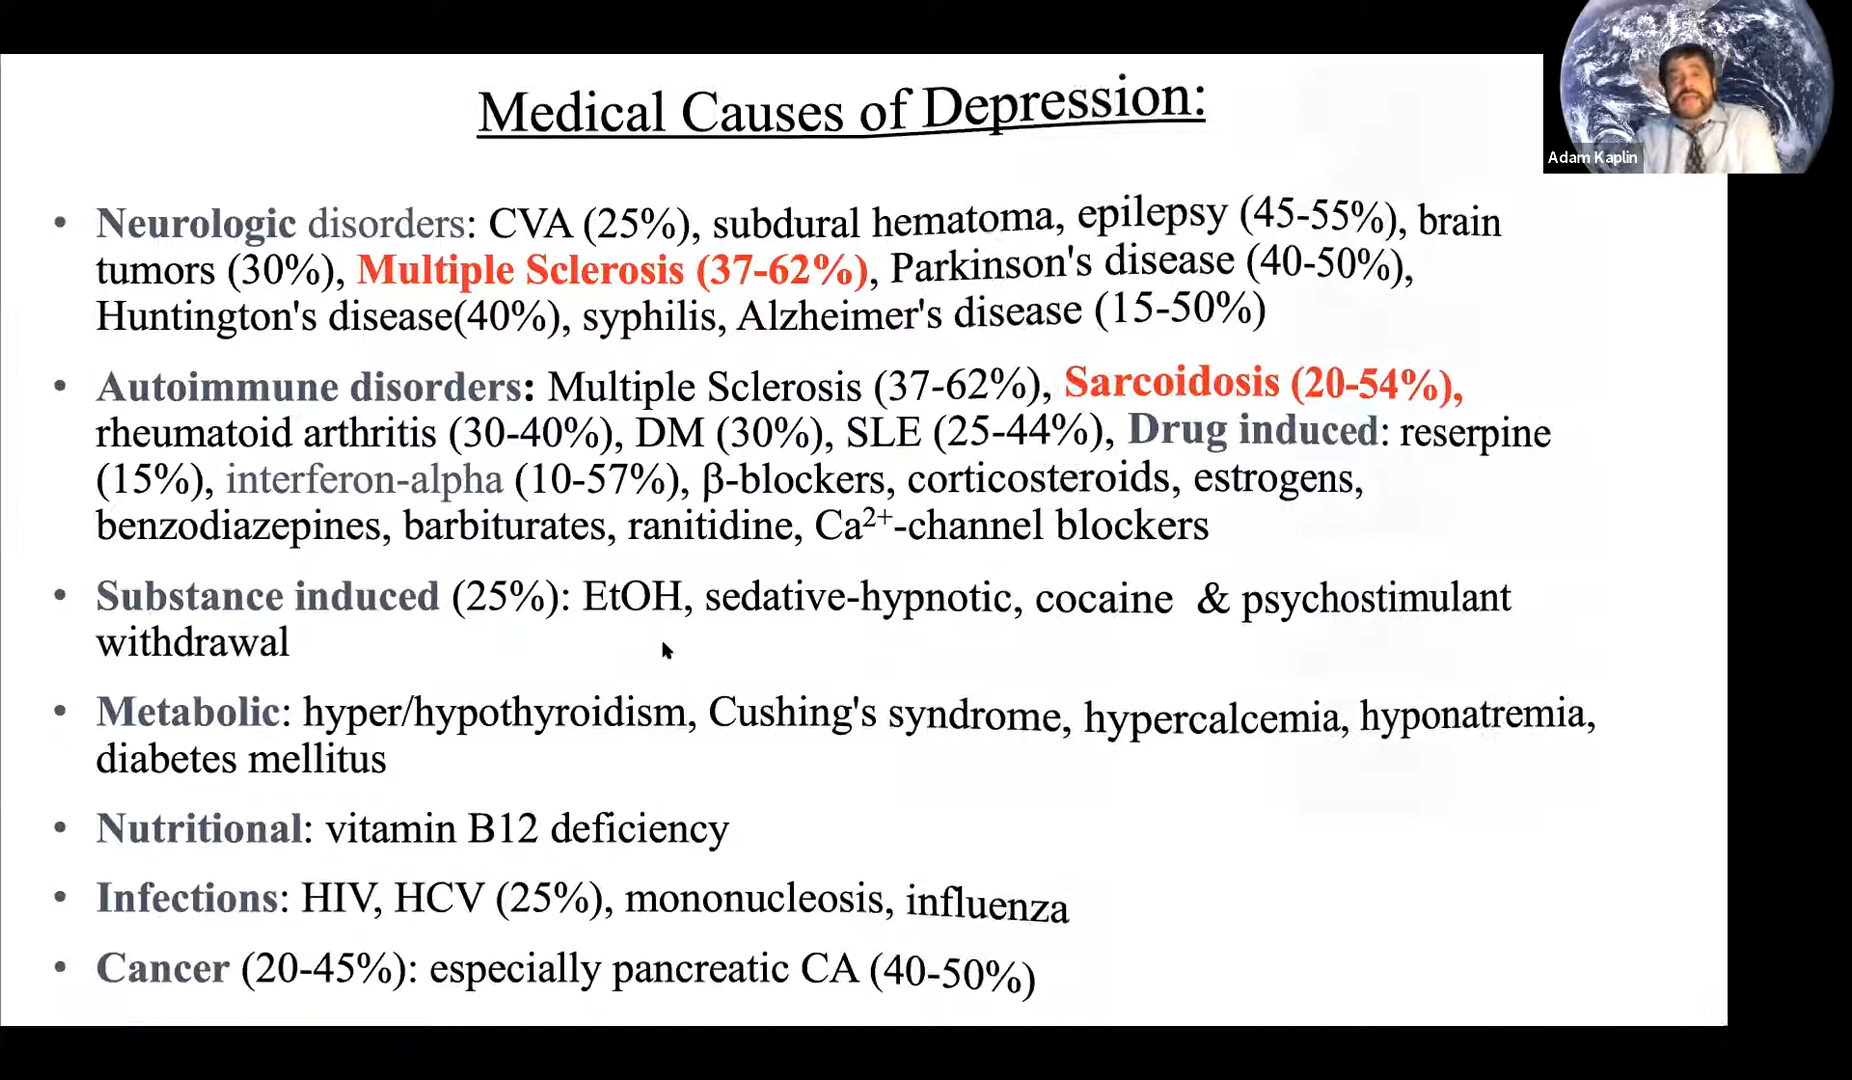 Medical Causes of Depression:
Adam Kaplin
• Neurologic disorders: CVA (25%), subdural hematoma, epilepsy (45-55%), brain
tumors (30%), Multiple Sclerosis (37-62%), Parkinson's disease (40-50%),
Huntington's disease(40%), syphilis, Alzheimer's disease (15-50%)
• Autoimmune disorders: Multiple Sclerosis (37-62%), Sarcoidosis (20-54%),
rheumatoid arthritis (30-40%), DM (30%), SLE (25-44%), Drug induced: reserpine
(15%), interferon-alpha (10-57%), β-blockers, corticosteroids, estrogens,
benzodiazepines, barbiturates, ranitidine, Ca²⁺-channel blockers
• Substance induced (25%): EtOH, sedative-hypnotic, cocaine & psychostimulant
withdrawal
• Metabolic: hyper/hypothyroidism, Cushing's syndrome, hypercalcemia, hyponatremia,
diabetes mellitus
• Nutritional: vitamin B12 deficiency
• Infections: HIV, HCV (25%), mononucleosis, influenza
• Cancer (20-45%): especially pancreatic CA (40-50%)